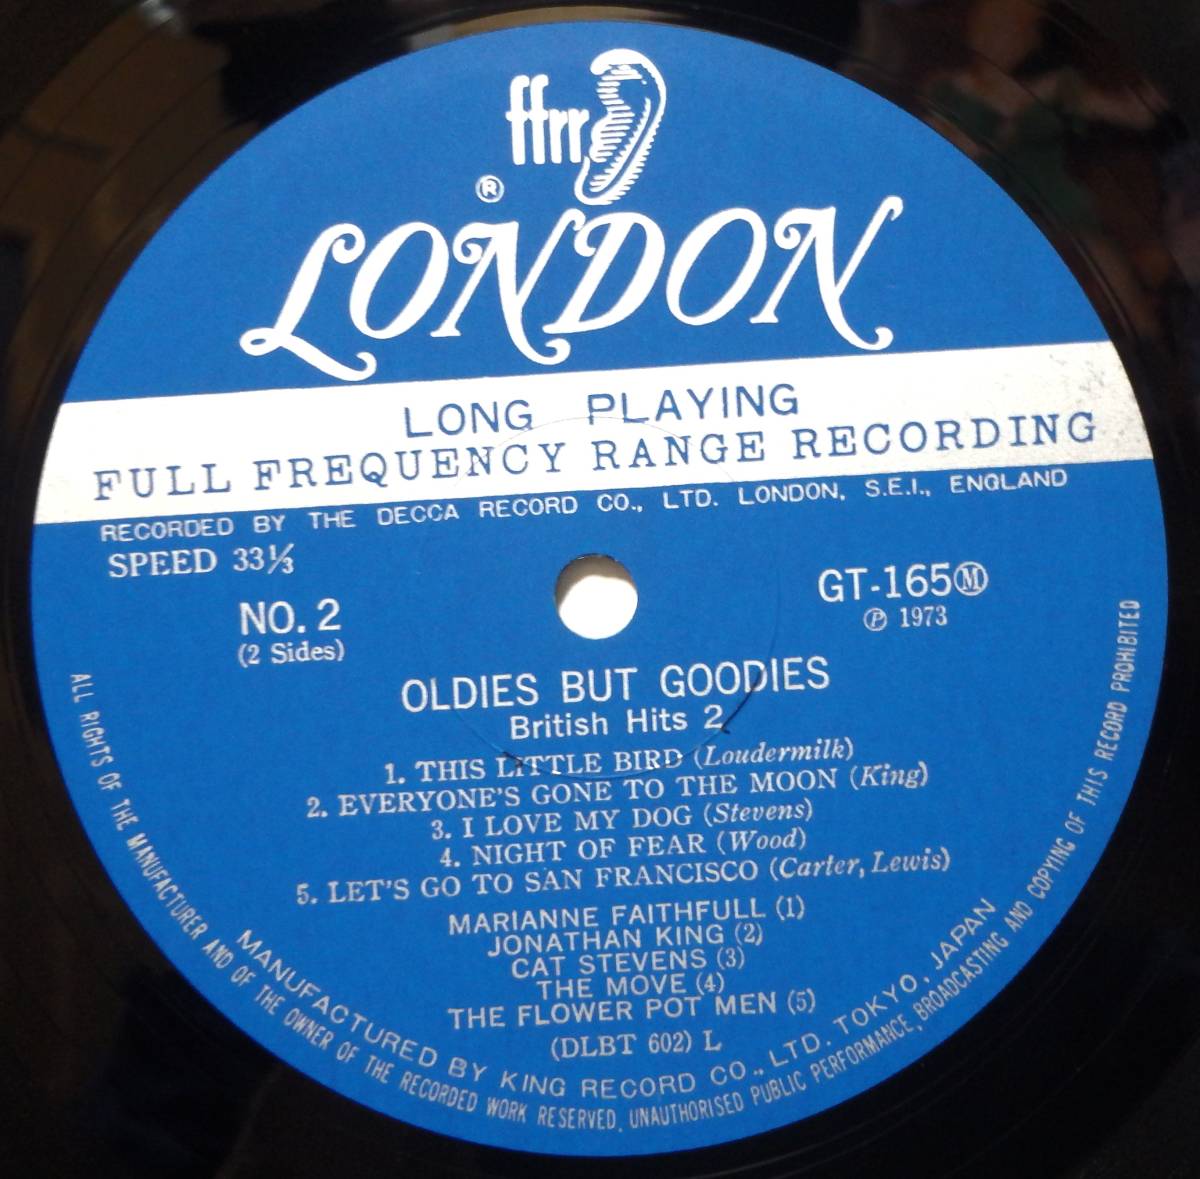 ffrr
®
LONDON
LONG PLAYING
FULL FREQUENCY RANGE RECORDING
RECORDED BY THE DECCA RECORD CO., LTD. LONDON, S.E.I., ENGLAND
SPEED 33⅓
NO. 2
(2 Sides)
GT-165Ⓜ
℗ 1973
OLDIES BUT GOODIES
British Hits 2
1. THIS LITTLE BIRD (Loudermilk)
2. EVERYONE'S GONE TO THE MOON (King)
3. I LOVE MY DOG (Stevens)
4. NIGHT OF FEAR (Wood)
5. LET'S GO TO SAN FRANCISCO (Carter, Lewis)
MARIANNE FAITHFULL (1)
JONATHAN KING (2)
CAT STEVENS (3)
THE MOVE (4)
THE FLOWER POT MEN (5)
(DLBT 602) L
MANUFACTURED BY KING RECORD CO., LTD. TOKYO, JAPAN
ALL RIGHTS OF THE MANUFACTURER AND OF THE OWNER OF THE RECORDED WORK RESERVED. UNAUTHORISED PUBLIC PERFORMANCE, BROADCASTING AND COPYING OF THIS RECORD PROHIBITED